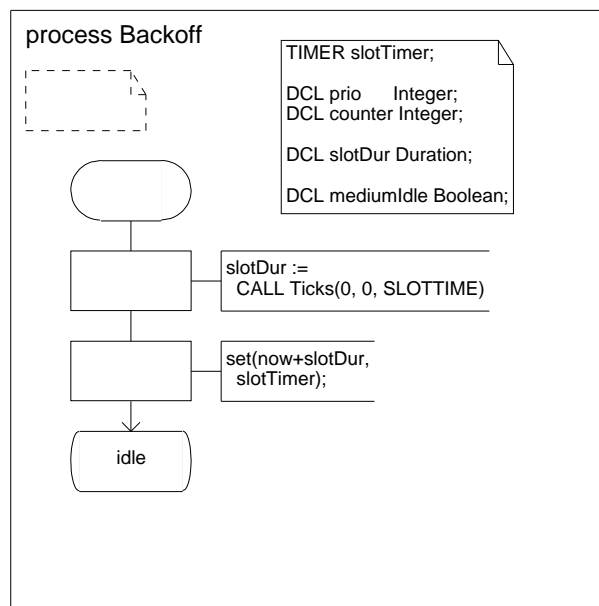 process Backoff
TIMER slotTimer;
DCL prio Integer;
DCL counter Integer;
DCL slotDur Duration;
DCL mediumIdle Boolean;
slotDur :=
CALL Ticks(0, 0, SLOTTIME)
set(now+slotDur,
slotTimer);
idle